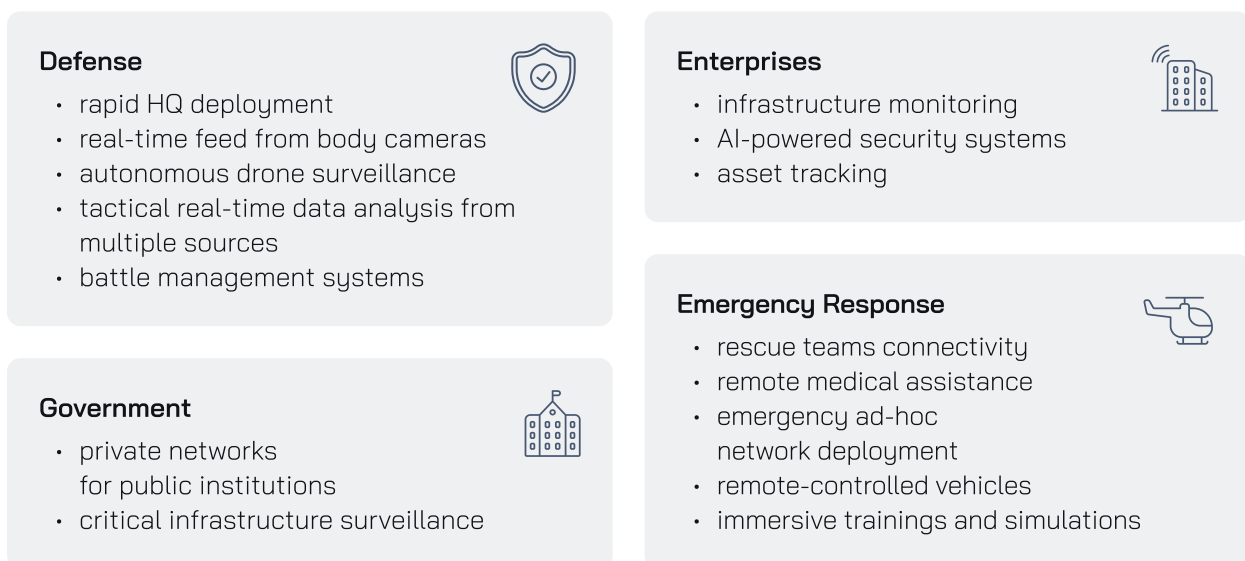 Defense
• rapid HQ deployment
• real-time feed from body cameras
• autonomous drone surveillance
• tactical real-time data analysis from
multiple sources
• battle management systems
Government
• private networks
for public institutions
• critical infrastructure surveillance
Enterprises
• infrastructure monitoring
• AI-powered security systems
• asset tracking
Emergency Response
• rescue teams connectivity
• remote medical assistance
• emergency ad-hoc
network deployment
• remote-controlled vehicles
• immersive trainings and simulations